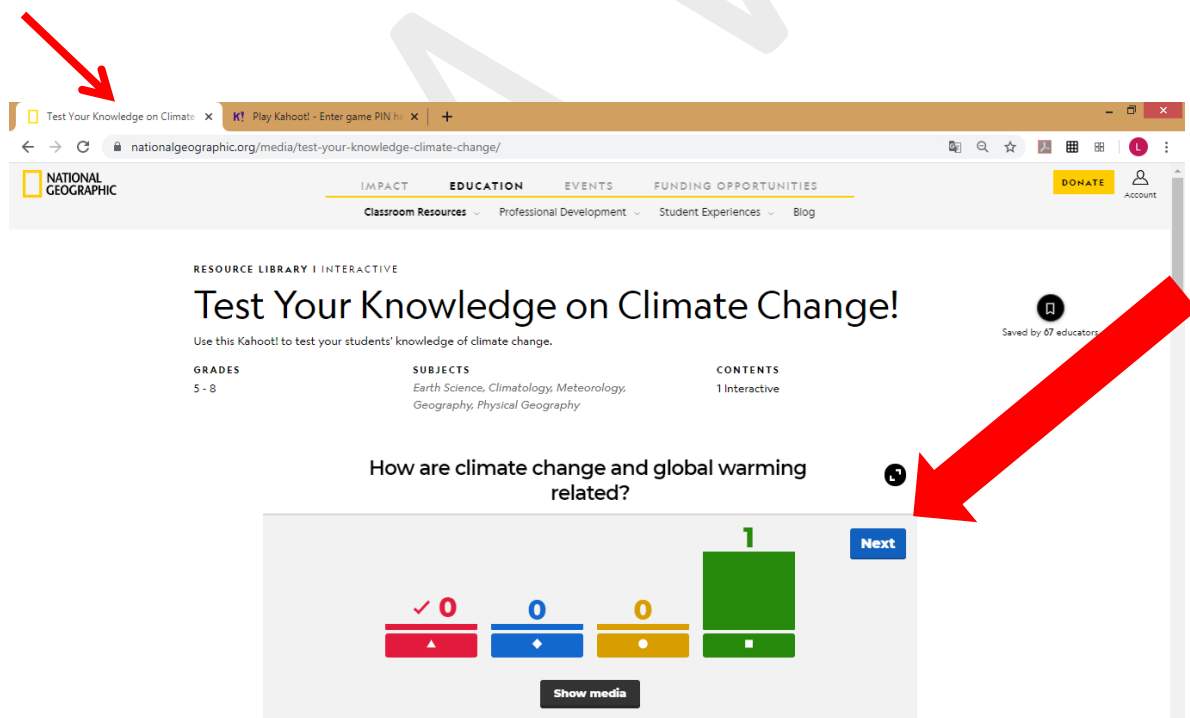 Test Your Knowledge on Climate
K! Play Kahoot! - Enter game PIN he
nationalgeographic.org/media/test-your-knowledge-climate-change/
L
NATIONAL
GEOGRAPHIC
IMPACT EDUCATION EVENTS FUNDING OPPORTUNITIES
DONATE
Account
Classroom Resources Professional Development Student Experiences Blog
RESOURCE LIBRARY | INTERACTIVE
Test Your Knowledge on Climate Change!
Use this Kahoot! to test your students' knowledge of climate change.
Saved by 67 educators
GRADES
5 - 8
SUBJECTS
Earth Science, Climatology, Meteorology,
Geography, Physical Geography
CONTENTS
1 Interactive
How are climate change and global warming
related?
Next
0 0 0 1
Show media